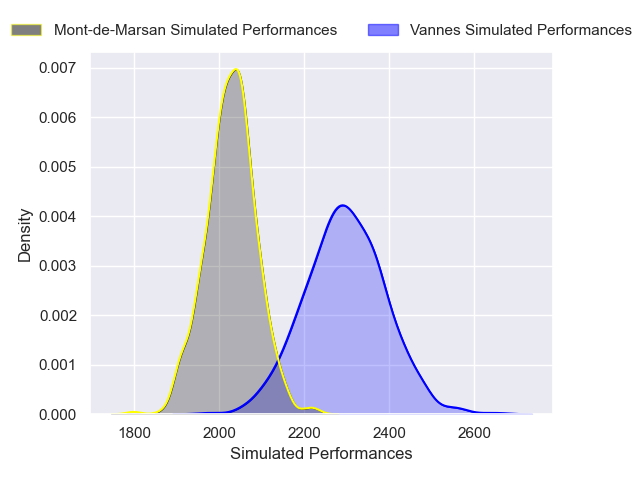 Mont-de-Marsan Simulated Performances Vannes Simulated Performances
0.007
0.006
0.005
0.004
0.003
0.002
0.001
0.000
Density
1800 2000 2200 2400 2600
Simulated Performances